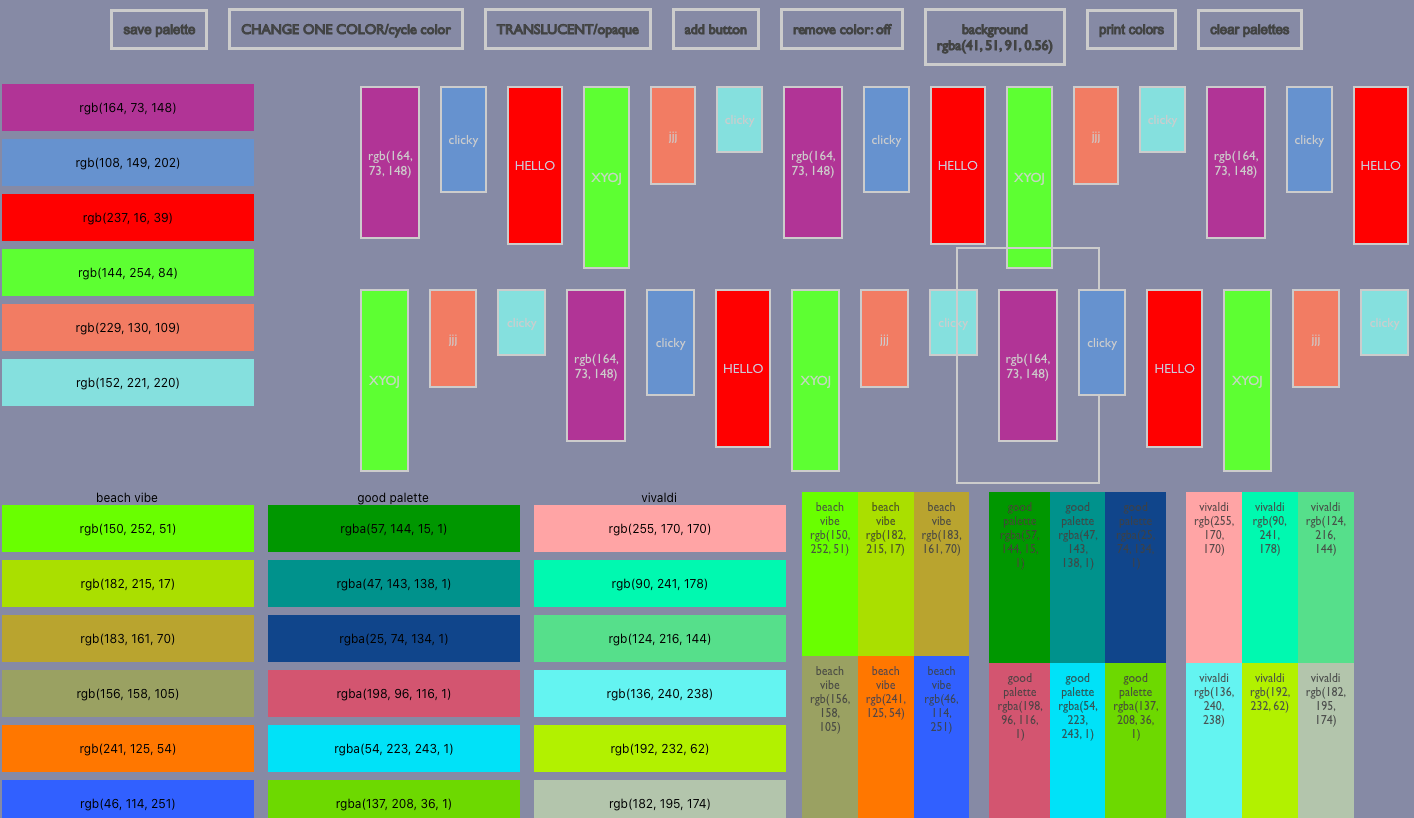 save palette
CHANGE ONE COLOR/cycle color
TRANSLUCENT/opaque
add button
remove color: off
background
rgba(41, 51, 91, 0.56)
print colors
clear palettes
rgb(164, 73, 148)
rgb(108, 149, 202)
rgb(237, 16, 39)
rgb(144, 254, 84)
rgb(229, 130, 109)
rgb(152, 221, 220)
rgb(164,
73, 148)
clicky
HELLO
XYOJ
jjj
clicky
rgb(164,
73, 148)
clicky
HELLO
XYOJ
jjj
clicky
rgb(164,
73, 148)
clicky
HELLO
XYOJ
jjj
clicky
rgb(164,
73, 148)
clicky
HELLO
XYOJ
jjj
clicky
rgb(164,
73, 148)
clicky
HELLO
XYOJ
jjj
clicky
beach vibe
rgb(150, 252, 51)
rgb(182, 215, 17)
rgb(183, 161, 70)
rgb(156, 158, 105)
rgb(241, 125, 54)
rgb(46, 114, 251)
good palette
rgba(57, 144, 15, 1)
rgba(47, 143, 138, 1)
rgba(25, 74, 134, 1)
rgba(198, 96, 116, 1)
rgba(54, 223, 243, 1)
rgba(137, 208, 36, 1)
vivaldi
rgb(255, 170, 170)
rgb(90, 241, 178)
rgb(124, 216, 144)
rgb(136, 240, 238)
rgb(192, 232, 62)
rgb(182, 195, 174)
beach
vibe
rgb(150,
252, 51)
beach
vibe
rgb(182,
215, 17)
beach
vibe
rgb(183,
161, 70)
beach
vibe
rgb(156,
158,
105)
beach
vibe
rgb(241,
125, 54)
beach
vibe
rgb(46,
114,
251)
good
palette
rgba(57,
144, 15,
1)
good
palette
rgba(47,
143,
138, 1)
good
palette
rgba(25,
74, 134,
1)
good
palette
rgba(198,
96, 116,
1)
good
palette
rgba(54,
223,
243, 1)
good
palette
rgba(137,
208, 36,
1)
vivaldi
rgb(255,
170,
170)
vivaldi
rgb(90,
241,
178)
vivaldi
rgb(124,
216,
144)
vivaldi
rgb(136,
240,
238)
vivaldi
rgb(192,
232, 62)
vivaldi
rgb(182,
195,
174)